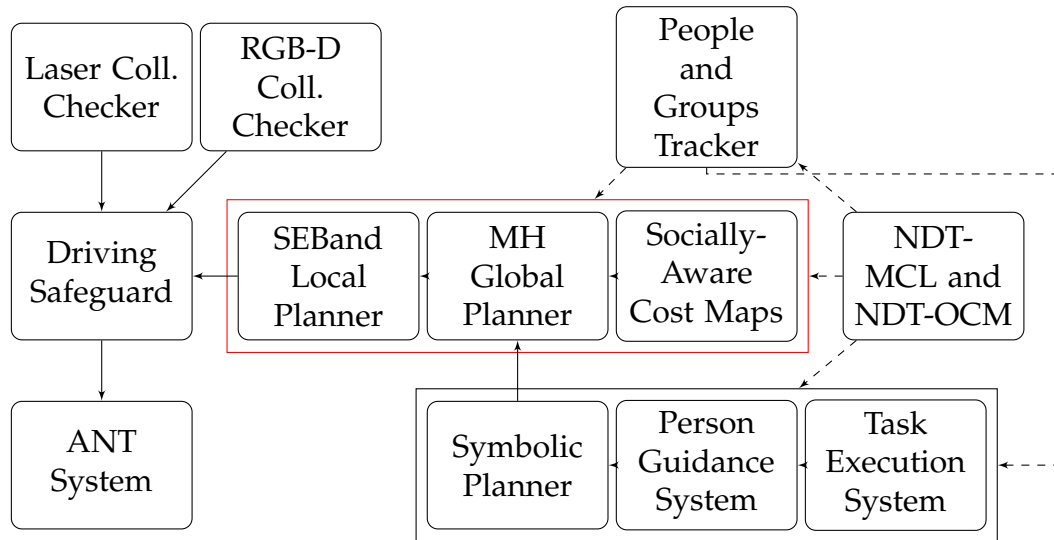 Laser Coll.
Checker
RGB-D
Coll.
Checker
People
and
Groups
Tracker
Driving
Safeguard
SEBand
Local
Planner
MH
Global
Planner
Socially-
Aware
Cost Maps
NDT-
MCL and
NDT-OCM
ANT
System
Symbolic
Planner
Person
Guidance
System
Task
Execution
System